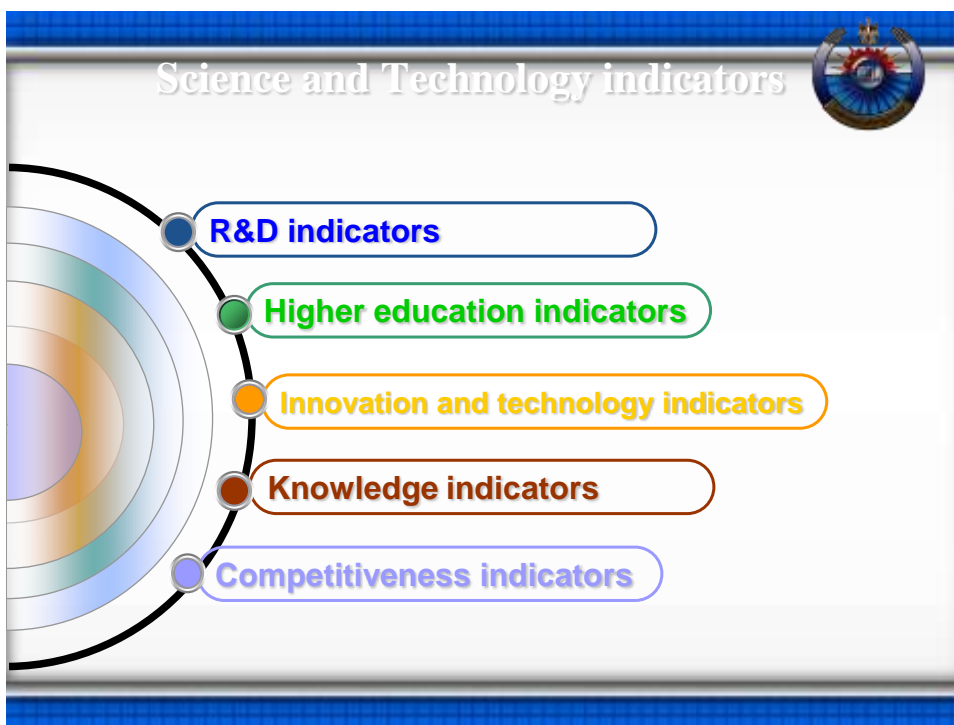 Science and Technology indicators
R&D indicators
Higher education indicators
Innovation and technology indicators
Knowledge indicators
Competitiveness indicators